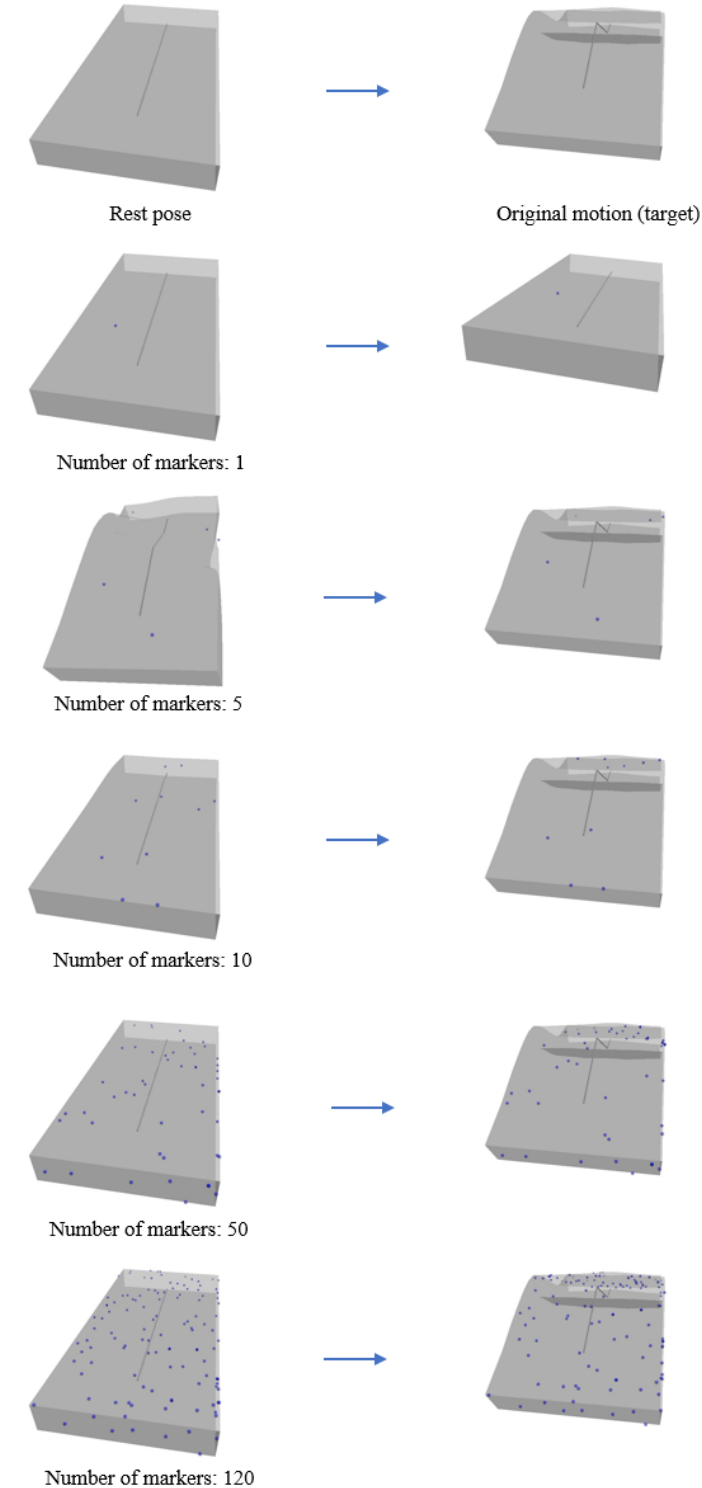 Rest pose
Original motion (target)
Number of markers: 1
Number of markers: 5
Number of markers: 10
Number of markers: 50
Number of markers: 120